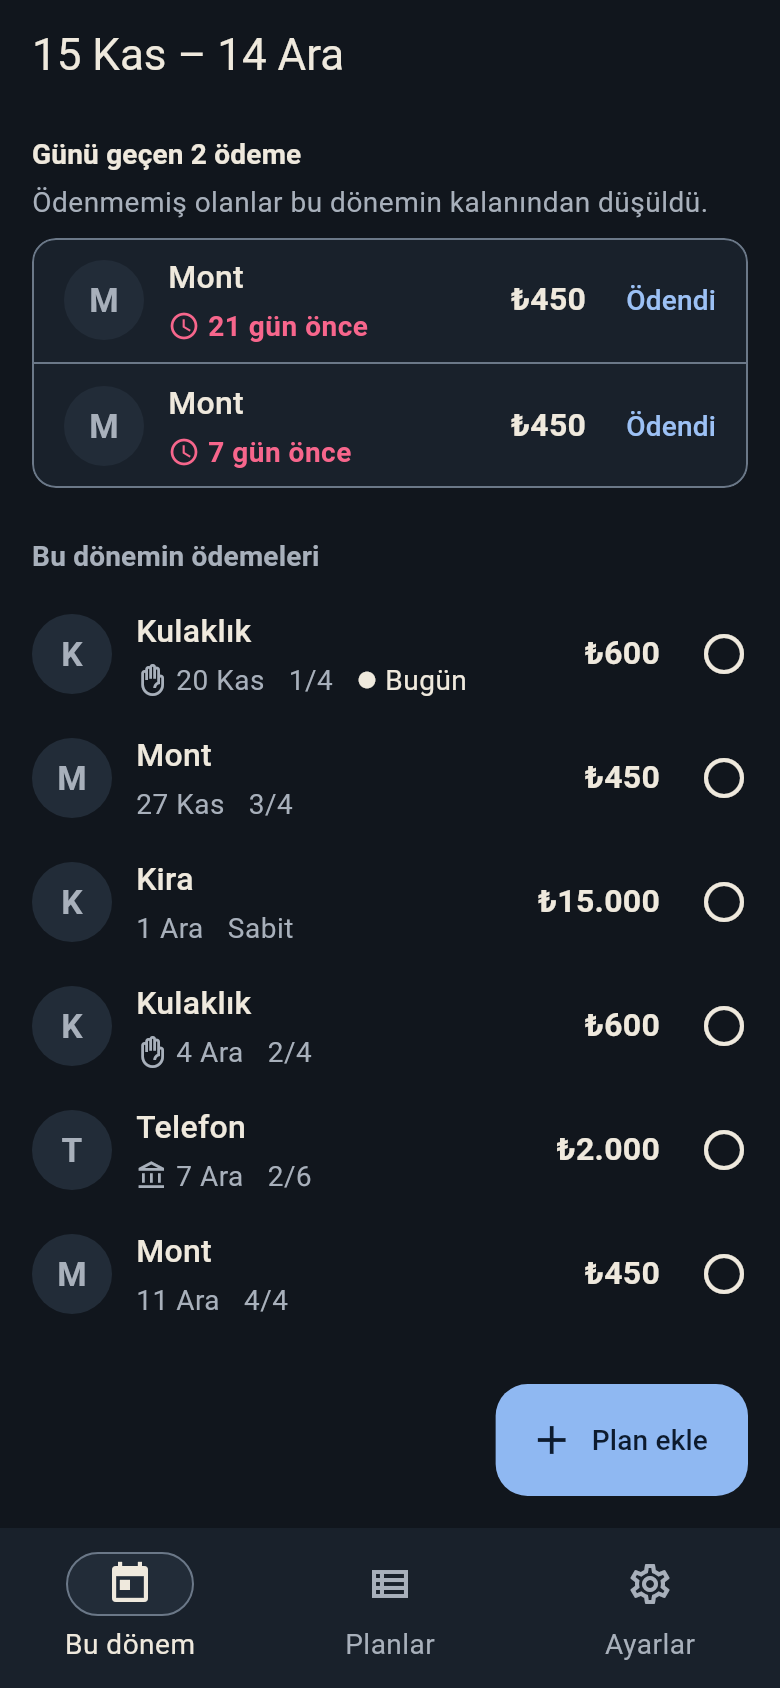 15 Kas – 14 Ara
Günü geçen 2 ödeme
Ödenmemiş olanlar bu dönemin kalanından düşüldü.
M
Mont
21 gün önce
₺450
Ödendi
M
Mont
7 gün önce
₺450
Ödendi
Bu dönemin ödemeleri
K
Kulaklık
20 Kas 1/4 Bugün
₺600
M
Mont
27 Kas 3/4
₺450
K
Kira
1 Ara Sabit
₺15.000
K
Kulaklık
4 Ara 2/4
₺600
T
Telefon
7 Ara 2/6
₺2.000
M
Mont
11 Ara 4/4
₺450
Plan ekle
Bu dönem
Planlar
Ayarlar